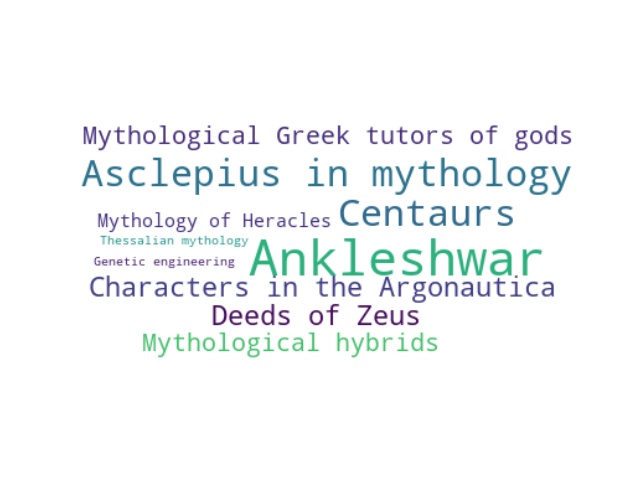 Mythological Greek tutors of gods
Asclepius in mythology
Mythology of Heracles
Centaurs
Thessalian mythology
Genetic engineering
Ankleshwar
Characters in the Argonautica
Deeds of Zeus
Mythological hybrids